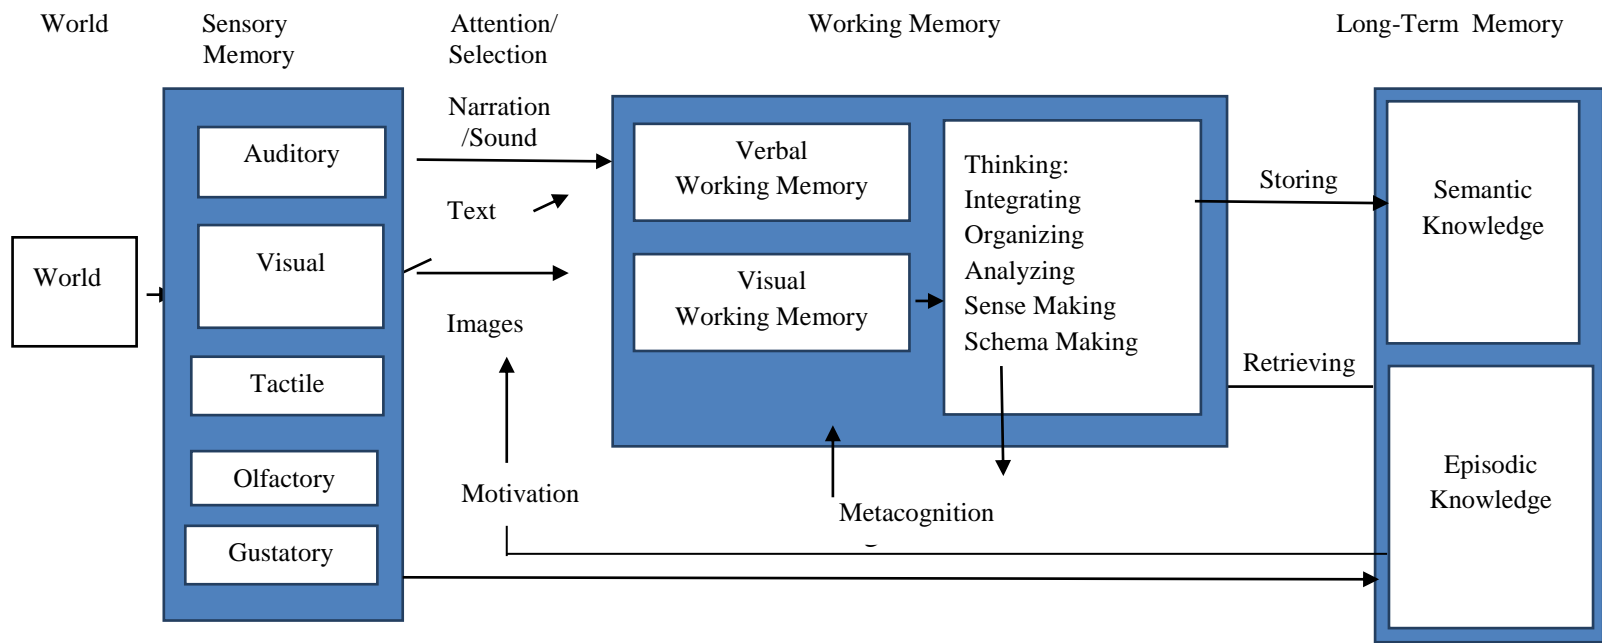 World
Sensory
Memory
Attention/
Selection
Working Memory
Long-Term Memory
World
Auditory
Visual
Tactile
Olfactory
Gustatory
Narration
/Sound
Text
Images
Motivation
Verbal
Working Memory
Visual
Working Memory
Thinking:
Integrating
Organizing
Analyzing
Sense Making
Schema Making
Metacognition
Storing
Retrieving
Semantic
Knowledge
Episodic
Knowledge